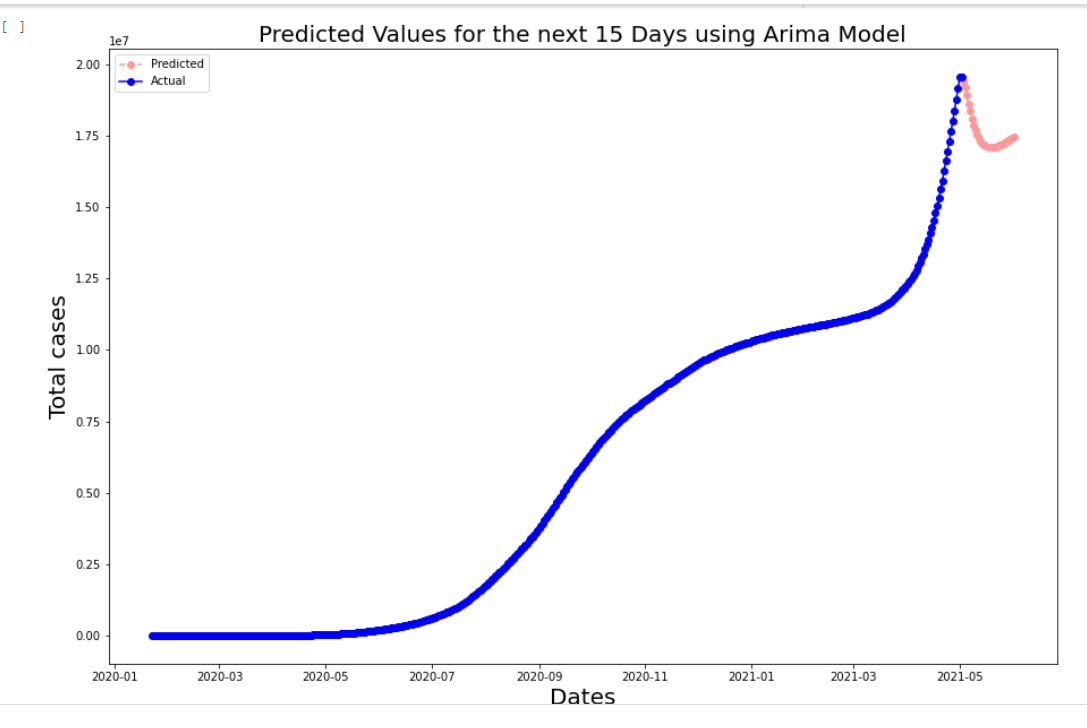 [ ]
Predicted Values for the next 15 Days using Arima Model
1e7
Predicted
Actual
2.00
1.75
1.50
1.25
1.00
0.75
0.50
0.25
0.00
Total cases
2020-01 2020-03 2020-05 2020-07 2020-09 2020-11 2021-01 2021-03 2021-05
Dates